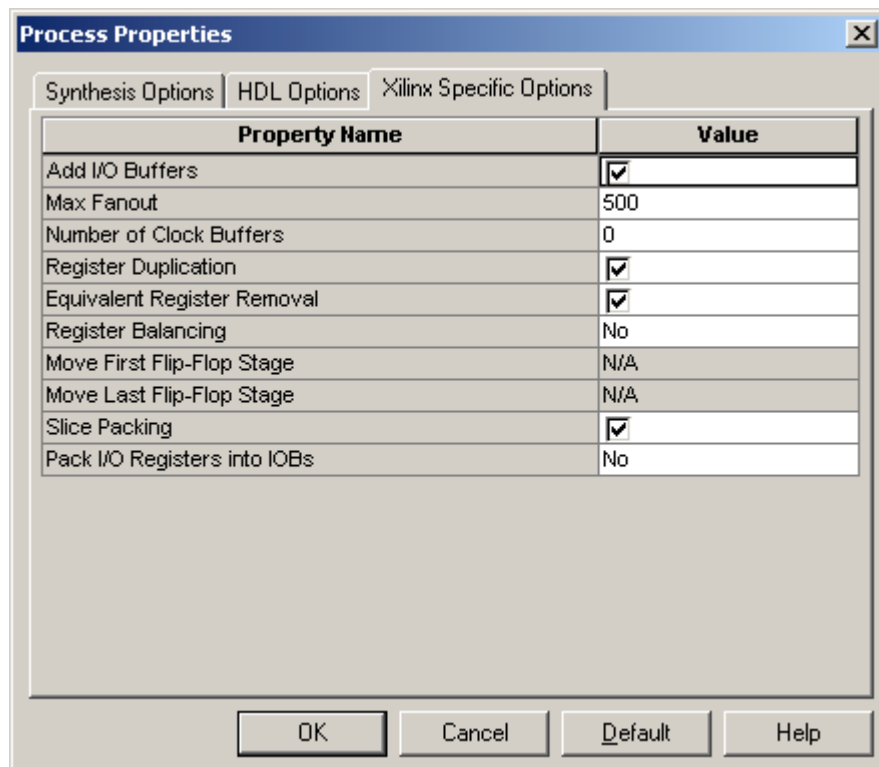 Process Properties
Synthesis Options HDL Options Xilinx Specific Options
Property Name Value
Add I/O Buffers
Max Fanout 500
Number of Clock Buffers 0
Register Duplication
Equivalent Register Removal
Register Balancing No
Move First Flip-Flop Stage N/A
Move Last Flip-Flop Stage N/A
Slice Packing
Pack I/O Registers into IOBs No
OK Cancel Default Help